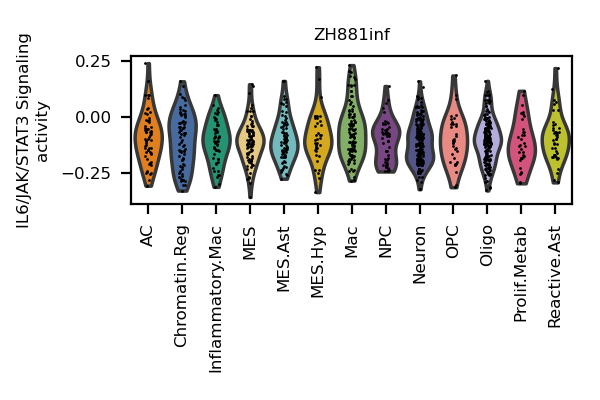 ZH881inf
IL6/JAK/STAT3 Signaling
activity
0.25
0.00
−0.25
AC
Chromatin.Reg
Inflammatory.Mac
MES
MES.Ast
MES.Hyp
Mac
NPC
Neuron
OPC
Oligo
Prolif.Metab
Reactive.Ast